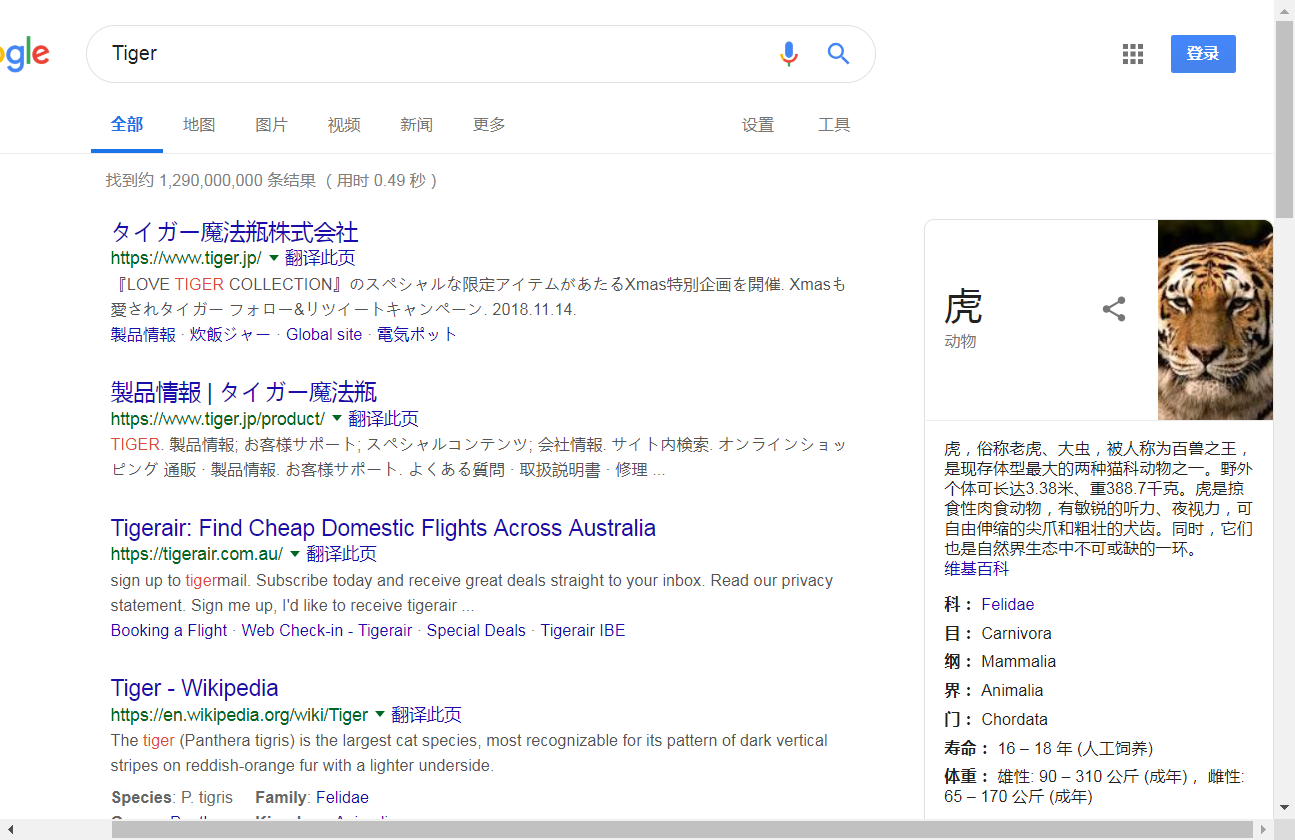 gle
Tiger
登录
全部 地图 图片 视频 新闻 更多 设置 工具
找到约 1,290,000,000 条结果 （用时 0.49 秒）
タイガー魔法瓶株式会社
https://www.tiger.jp/ 翻译此页
『LOVE TIGER COLLECTION』のスペシャルな限定アイテムがあたるXmas特別企画を開催. Xmasも
愛されタイガー フォロー&リツイートキャンペーン. 2018.11.14.
製品情報 · 炊飯ジャー · Global site · 電気ポット
製品情報 | タイガー魔法瓶
https://www.tiger.jp/product/ 翻译此页
TIGER. 製品情報; お客様サポート; スペシャルコンテンツ; 会社情報. サイト内検索. オンラインショッ
ピング 通販 · 製品情報. お客様サポート. よくある質問 · 取扱説明書 · 修理 ...
Tigerair: Find Cheap Domestic Flights Across Australia
https://tigerair.com.au/ 翻译此页
sign up to tigermail. Subscribe today and receive great deals straight to your inbox. Read our privacy
statement. Sign me up, I'd like to receive tigerair ...
Booking a Flight · Web Check-in - Tigerair · Special Deals · Tigerair IBE
Tiger - Wikipedia
https://en.wikipedia.org/wiki/Tiger 翻译此页
The tiger (Panthera tigris) is the largest cat species, most recognizable for its pattern of dark vertical
stripes on reddish-orange fur with a lighter underside.
Species: P. tigris Family: Felidae
虎
动物
虎，俗称老虎、大虫，被人称为百兽之王，
是现存体型最大的两种猫科动物之一。野外
个体可长达3.38米、重388.7千克。虎是掠
食性肉食动物，有敏锐的听力、夜视力，可
自由伸缩的尖爪和粗壮的犬齿。同时，它们
也是自然界生态中不可或缺的一环。
维基百科
科： Felidae
目： Carnivora
纲： Mammalia
界： Animalia
门： Chordata
寿命： 16 – 18 年 (人工饲养)
体重： 雄性: 90 – 310 公斤 (成年)， 雌性:
65 – 170 公斤 (成年)